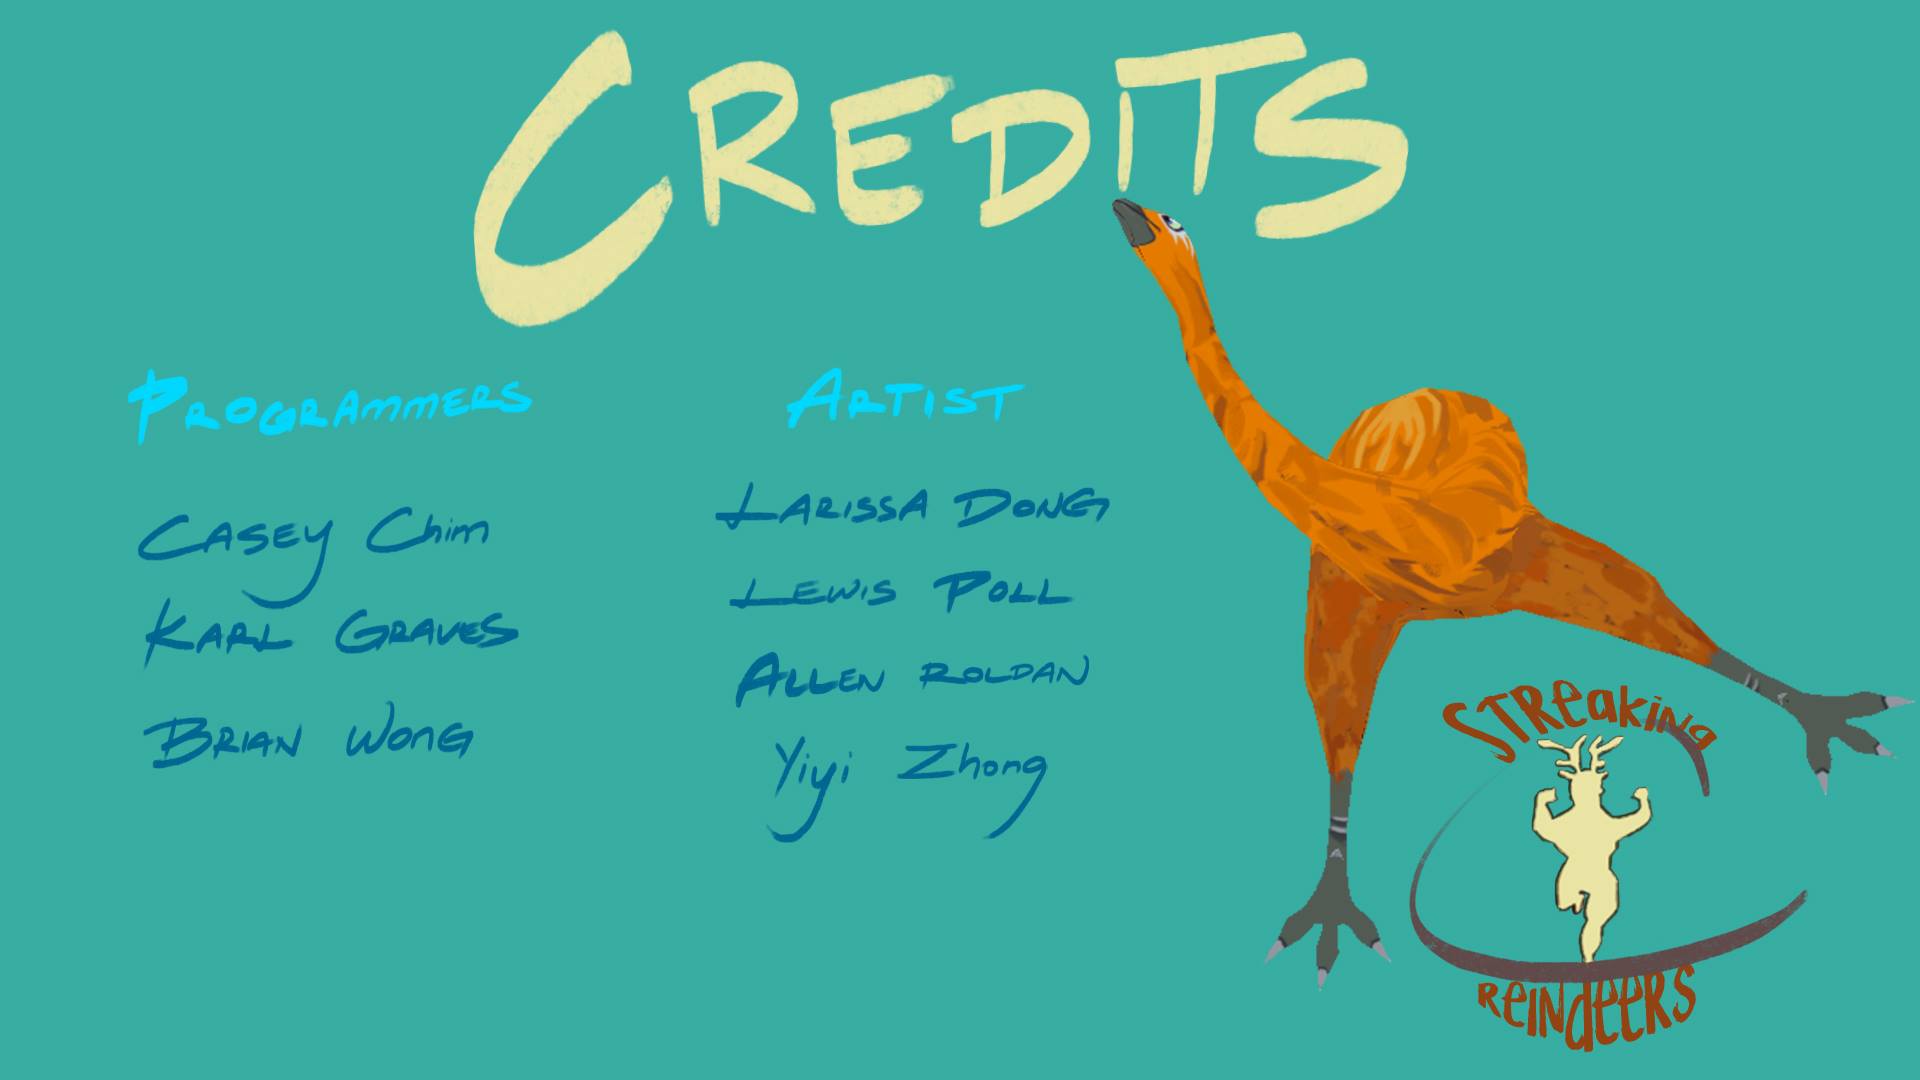 CREDITS
PROGRAMMERS
CASEY Chim
KARL GRAVES
BRIAN WONG
ARTIST
LARISSA DONG
LEWIS POLL
ALLEN ROLDAN
Yiyi Zhong
STReaking
ReINdeeRS